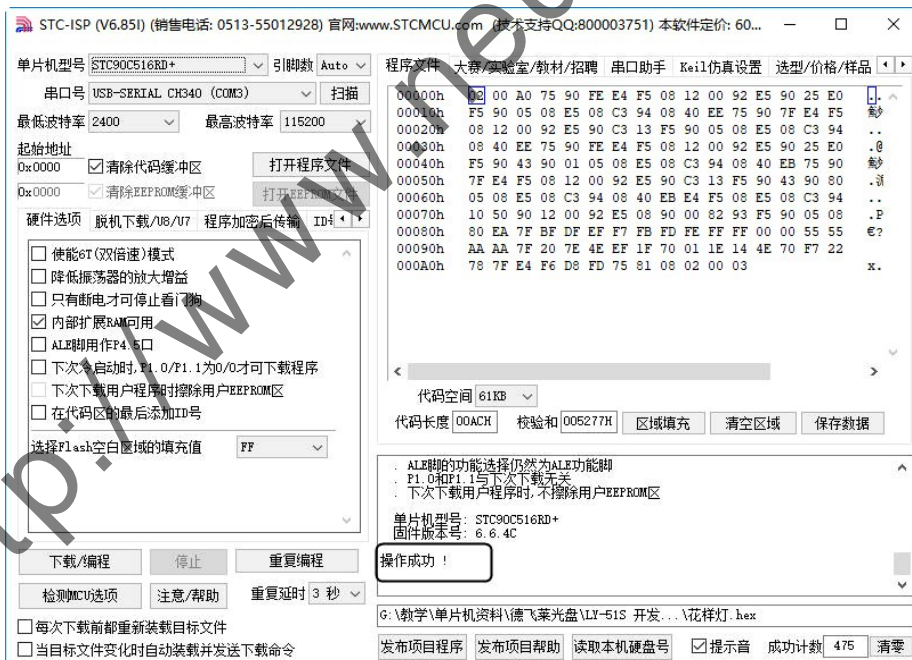 STC-ISP (V6.85I) (销售电话: 0513-55012928) 官网:www.STCMCU.com (技术支持QQ:800003751) 本软件定价: 60...
单片机型号 STC90C516RD+ 引脚数 Auto
串口号 USB-SERIAL CH340 (COM3) 扫描
最低波特率 2400 最高波特率 115200
起始地址
0x0000 清除代码缓冲区 打开程序文件
0x0000 清除EEPROM缓冲区 打开EEPROM文件
硬件选项 脱机下载/U8/U7 程序加密后传输
使能6T(双倍速)模式
降低振荡器的放大增益
只有断电才可停止看门狗
内部扩展RAM可用
ALE脚用作P4.5口
下次冷启动时,P1.0/P1.1为0/0才可下载程序
下次下载用户程序时擦除用户EEPROM区
在代码区的最后添加ID号
选择Flash空白区域的填充值 FF
下载/编程 停止 重复编程
检测MCU选项 注意/帮助 重复延时 3 秒
每次下载前都重新装载目标文件
当目标文件变化时自动装载并发送下载命令
程序文件 大赛/实验室/教材/招聘 串口助手 Keil仿真设置 选型/价格/样品
00000h 02 00 A0 75 90 FE E4 F5 08 12 00 92 E5 90 25 E0 ..
00010h F5 90 05 08 E5 08 C3 94 08 40 EE 75 90 7F E4 F5
00020h 08 12 00 92 E5 90 C3 13 F5 90 05 08 E5 08 C3 94 ..
00030h 08 40 EE 75 90 FE E4 F5 08 12 00 92 E5 90 25 E0 .@
00040h F5 90 43 90 01 05 08 E5 08 C3 94 08 40 EB 75 90
00050h 7F E4 F5 08 12 00 92 E5 90 C3 13 F5 90 43 90 80
00060h 05 08 E5 08 C3 94 08 40 EB E4 F5 08 E5 08 C3 94 ..
00070h 10 50 90 12 00 92 E5 08 90 00 82 93 F5 90 05 08 .P
00080h 80 EA 7F BF DF EF F7 FB FD FE FF FF 00 00 55 55 €?
00090h AA AA 7F 20 7E 4E EF 1F 70 01 1E 14 4E 70 F7 22
000A0h 78 7F E4 F6 D8 FD 75 81 08 02 00 03 x.
代码空间 61KB
代码长度 00ACH 校验和 005277H 区域填充 清空区域 保存数据
. ALE脚的功能选择仍然为ALE功能脚
. P1.0和P1.1与下次下载无关
. 下次下载用户程序时,不擦除用户EEPROM区
单片机型号: STC90C516RD+
固件版本号: 6.6.4C
操作成功 !
G:\教学\单片机资料\德飞莱光盘\LY-51S 开发...\花样灯.hex
发布项目程序 发布项目帮助 读取本机硬盘号 提示音 成功计数 475 清零